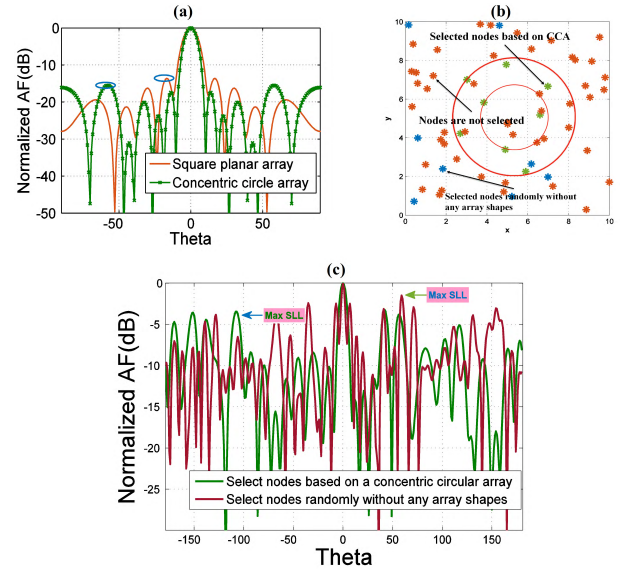 (a)
0
-10
-20
-30
-40
-50
-50
0
50
Normalized AF(dB)
Theta
Square planar array
Concentric circle array
(b)
10
8
6
4
2
0
0
2
4
6
8
10
y
x
Selected nodes based on CCA
Nodes are not selected
Selected nodes randomly without
any array shapes
(c)
0
-5
-10
-15
-20
-25
-150
-100
-50
0
50
100
150
Normalized AF(dB)
Theta
Max SLL
Max SLL
Select nodes based on a concentric circular array
Select nodes randomly without any array shapes